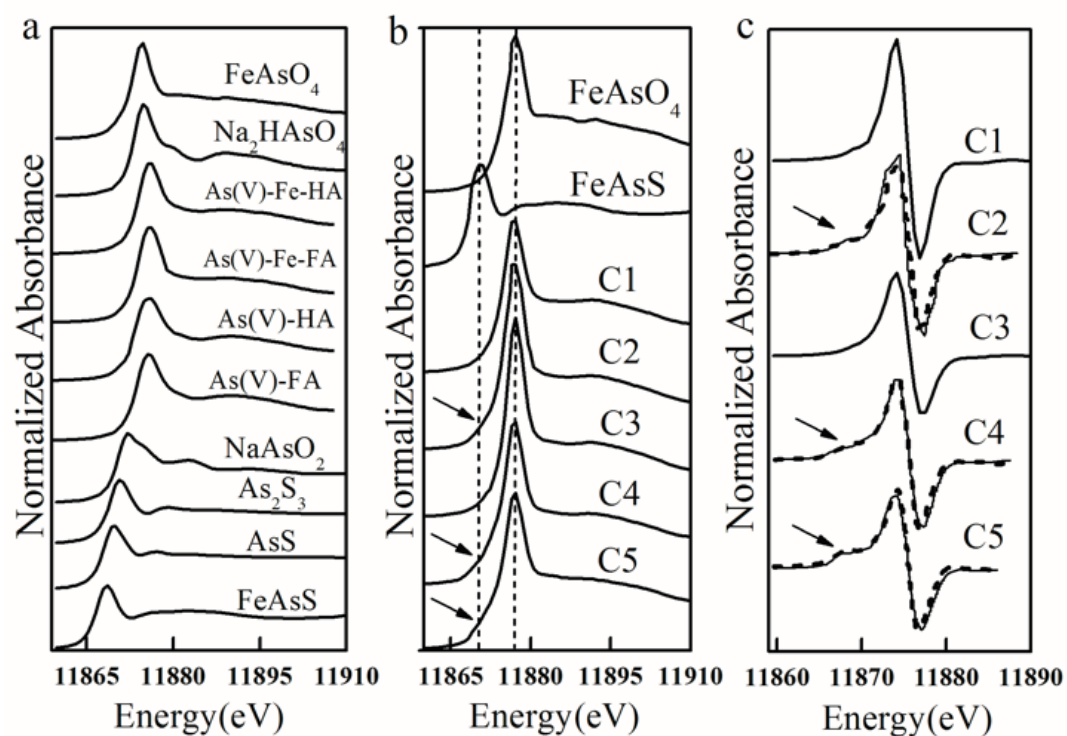 a
Normalized Absorbance
FeAsO₄
Na₂HAsO₄
As(V)-Fe-HA
As(V)-Fe-FA
As(V)-HA
As(V)-FA
NaAsO₂
As₂S₃
AsS
FeAsS
11865 11880 11895 11910
Energy(eV)
b
Normalized Absorbance
FeAsO₄
FeAsS
C1
C2
C3
C4
C5
11865 11880 11895 11910
Energy(eV)
c
Normalized Absorbance
C1
C2
C3
C4
C5
11860 11870 11880 11890
Energy(eV)